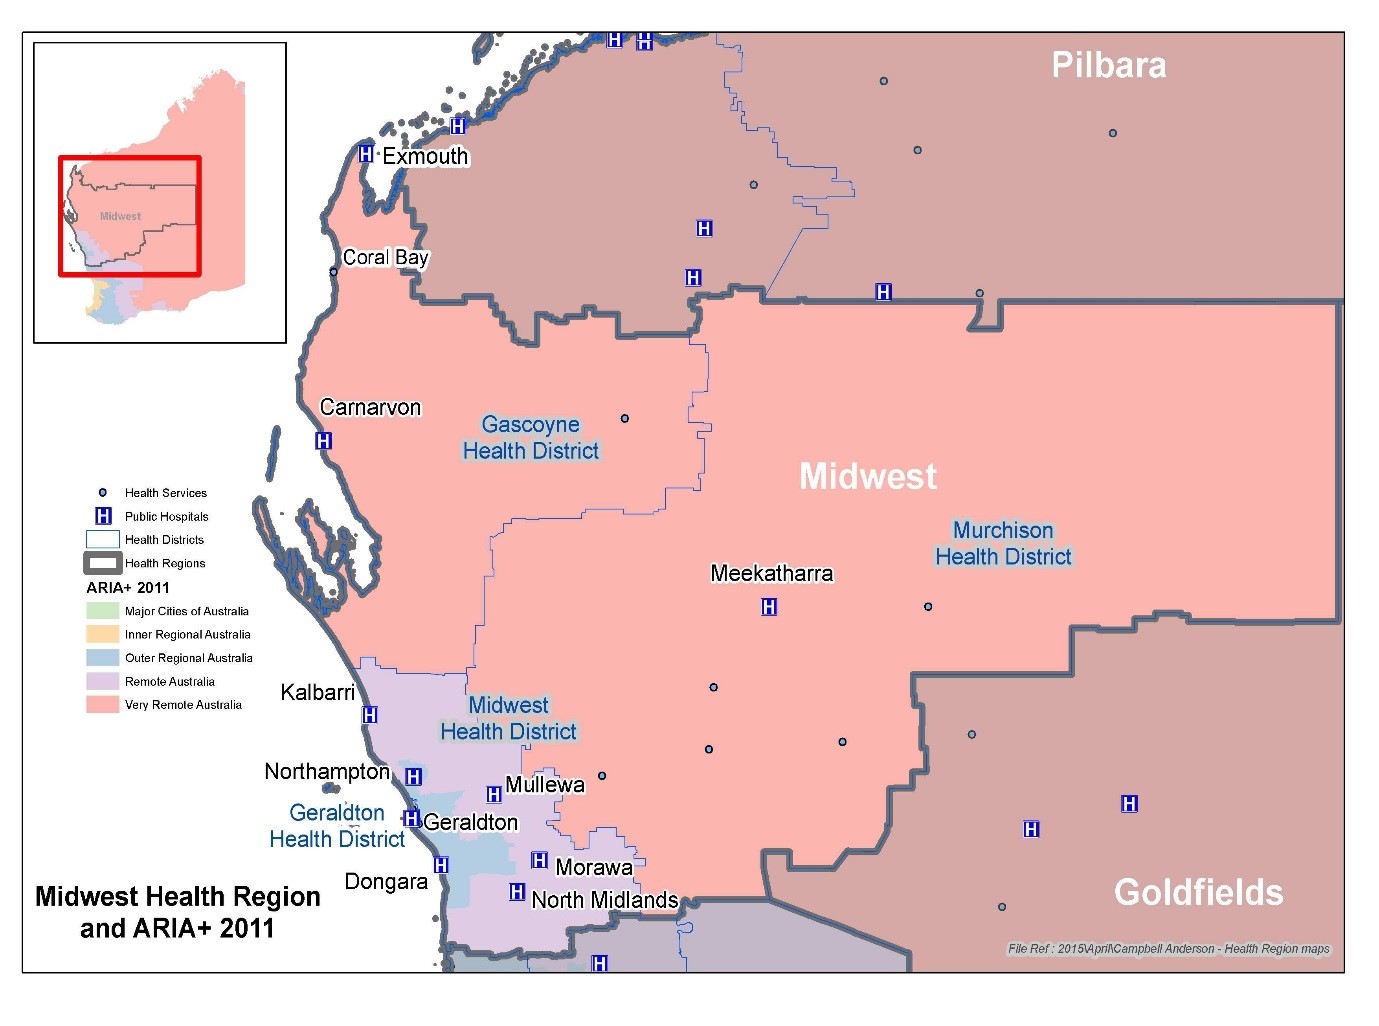 Pilbara
H
H
H
H
Exmouth
Midwest
H
Coral Bay
H
H
Carnarvon
H
Gascoyne
Health District
Midwest
Health Services
H
Public Hospitals
Health Districts
Health Regions
ARIA+ 2011
Major Cities of Australia
Inner Regional Australia
Outer Regional Australia
Remote Australia
Very Remote Australia
Murchison
Health District
Meekatharra
H
Kalbarri
H
Midwest
Health District
Northampton
H
Mullewa
H
Geraldton
Health District
H
Geraldton
H
H
Dongara
H
H
Morawa
H
North Midlands
Goldfields
Midwest Health Region
and ARIA+ 2011
File Ref : 2015\April\Campbell Anderson - Health Region maps
H